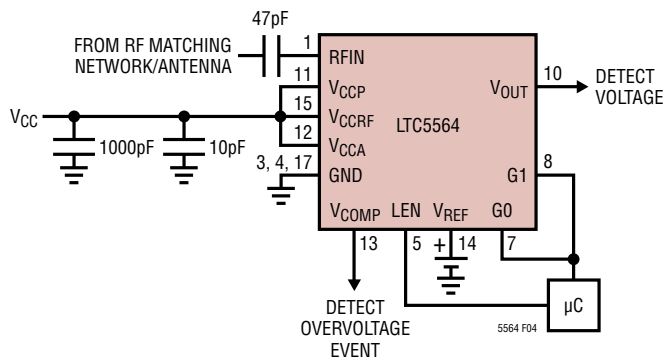 47pF
FROM RF MATCHING
NETWORK/ANTENNA
1
RFIN
11
VCCP
VCC
15
VCCRF
12
VCCA
1000pF
10pF
3, 4, 17
GND
LTC5564
VOUT
10
DETECT
VOLTAGE
G1
8
VCOMP
LEN
VREF
G0
13
5
+
14
7
DETECT
OVERVOLTAGE
EVENT
µC
5564 F04